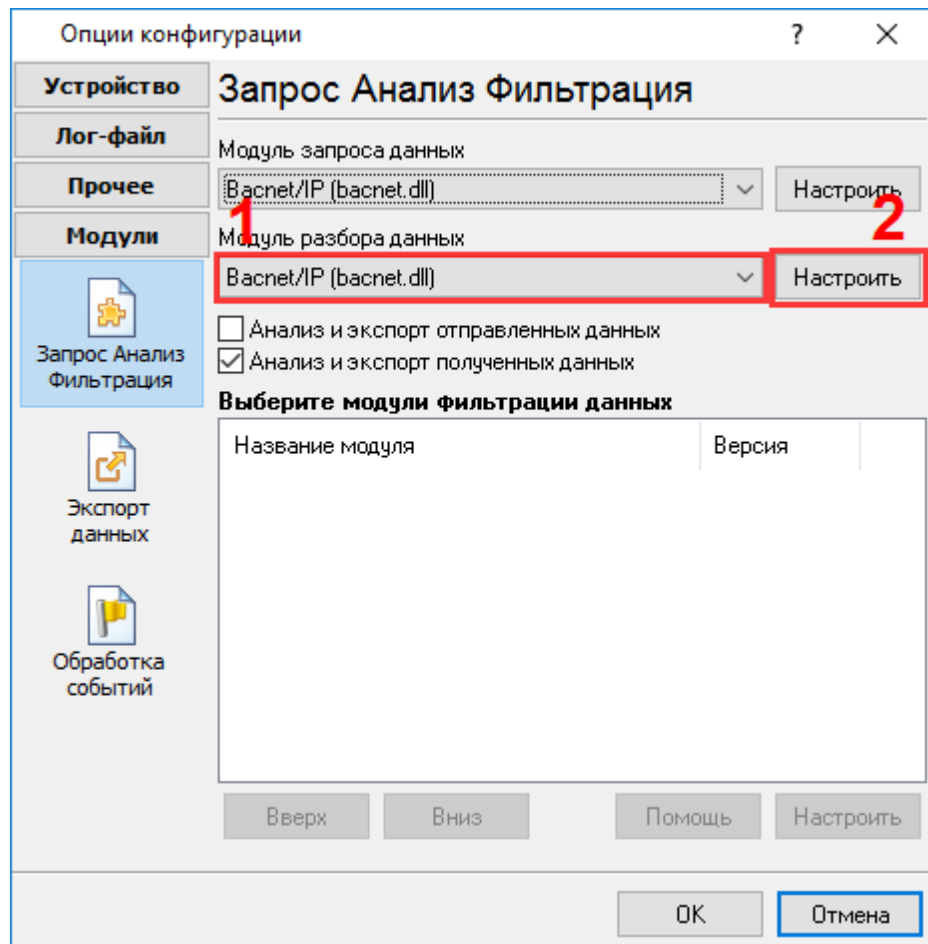 Опции конфигурации
?
Устройство
Лог-файл
Прочее
Модули
Запрос Анализ
Фильтрация
Экспорт
данных
Обработка
событий
Запрос Анализ Фильтрация
Модуль запроса данных
Bacnet/IP (bacnet.dll)
Настроить
1
2
Модуль разбора данных
Bacnet/IP (bacnet.dll)
Настроить
Анализ и экспорт отправленных данных
Анализ и экспорт полученных данных
Выберите модули фильтрации данных
Название модуля
Версия
Вверх
Вниз
Помощь
Настроить
OK
Отмена